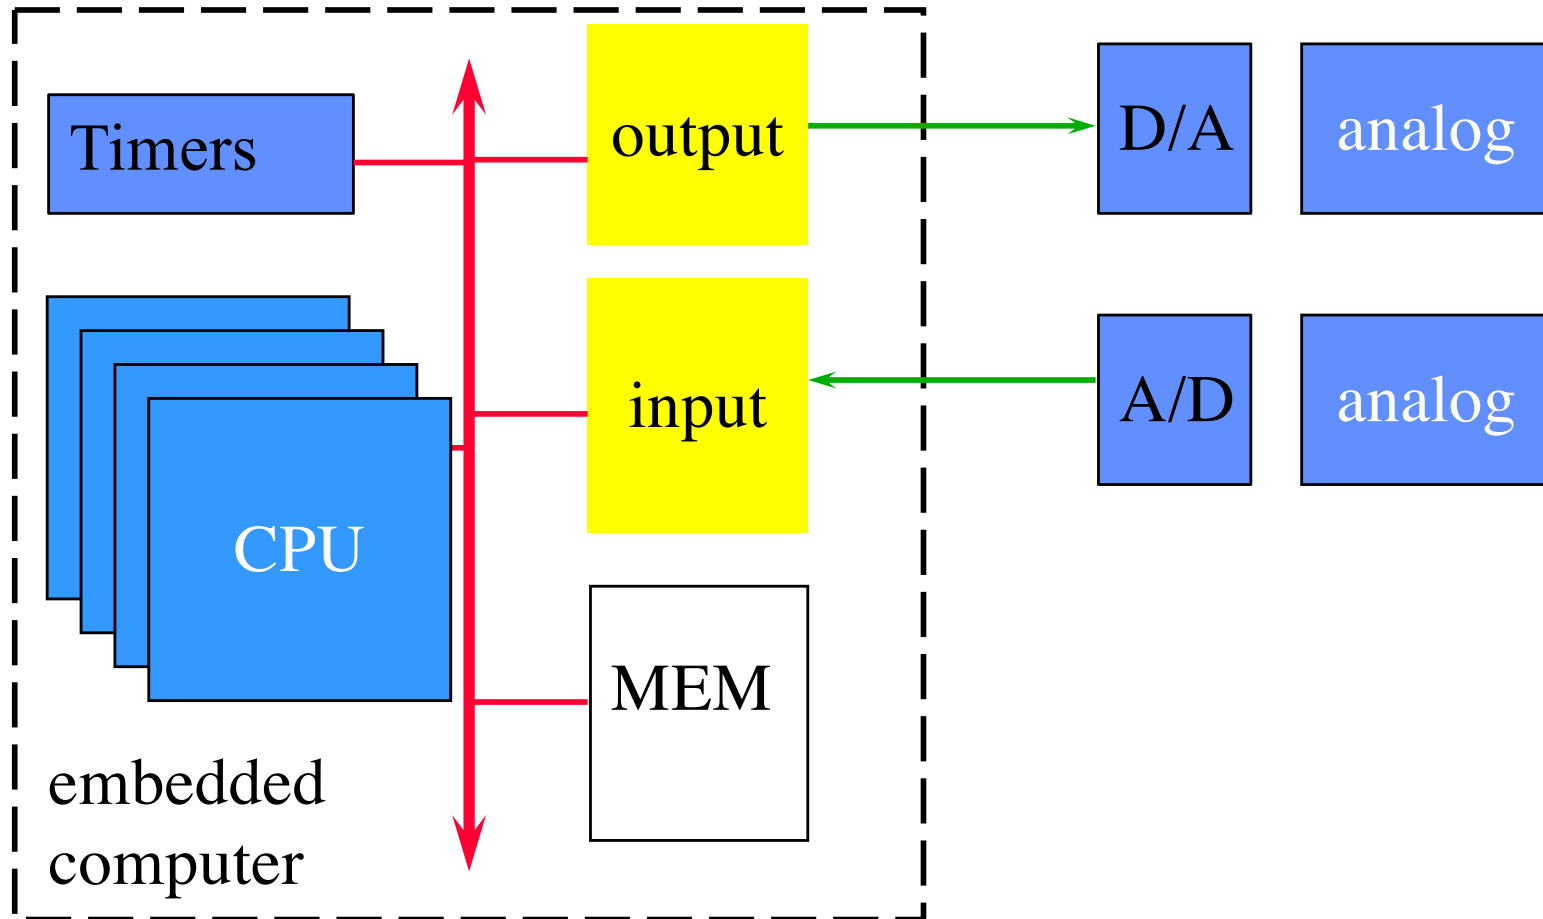 Timers
output
D/A
analog
input
A/D
analog
CPU
MEM
embedded
computer